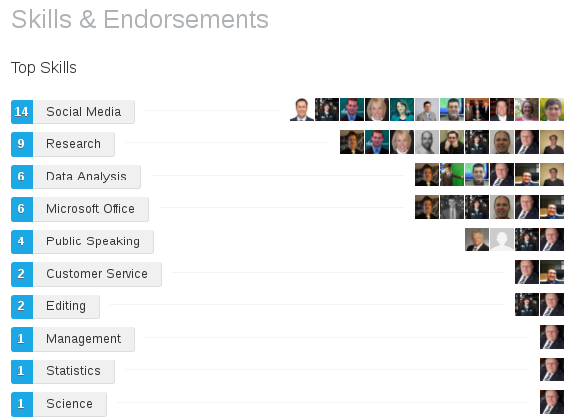 Skills & Endorsements
Top Skills
14 Social Media
9 Research
6 Data Analysis
6 Microsoft Office
4 Public Speaking
2 Customer Service
2 Editing
1 Management
1 Statistics
1 Science